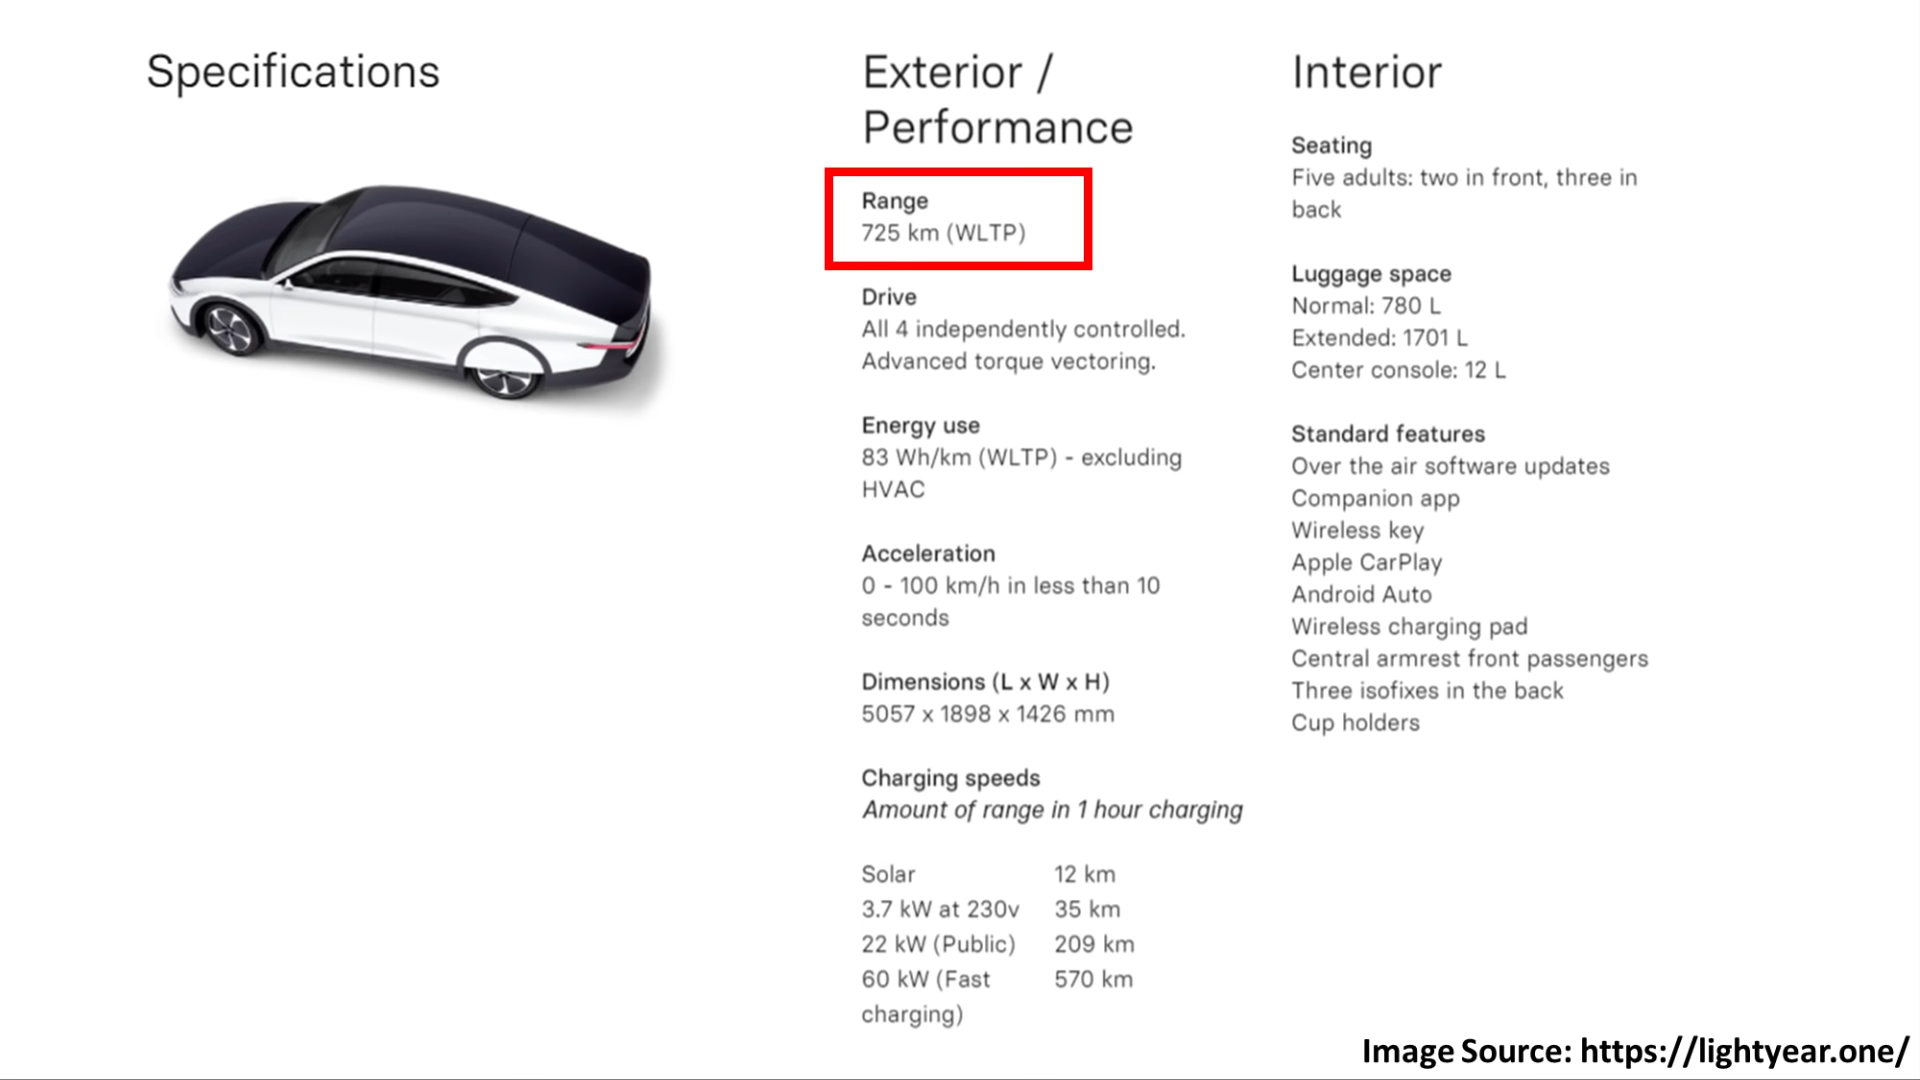 Specifications
Exterior /
Performance
Range
725 km (WLTP)
Drive
All 4 independently controlled.
Advanced torque vectoring.
Energy use
83 Wh/km (WLTP) - excluding
HVAC
Acceleration
0 - 100 km/h in less than 10
seconds
Dimensions (L x W x H)
5057 x 1898 x 1426 mm
Charging speeds
Amount of range in 1 hour charging
Solar 12 km
3.7 kW at 230v 35 km
22 kW (Public) 209 km
60 kW (Fast 570 km
charging)
Interior
Seating
Five adults: two in front, three in
back
Luggage space
Normal: 780 L
Extended: 1701 L
Center console: 12 L
Standard features
Over the air software updates
Companion app
Wireless key
Apple CarPlay
Android Auto
Wireless charging pad
Central armrest front passengers
Three isofixes in the back
Cup holders
Image Source: https://lightyear.one/